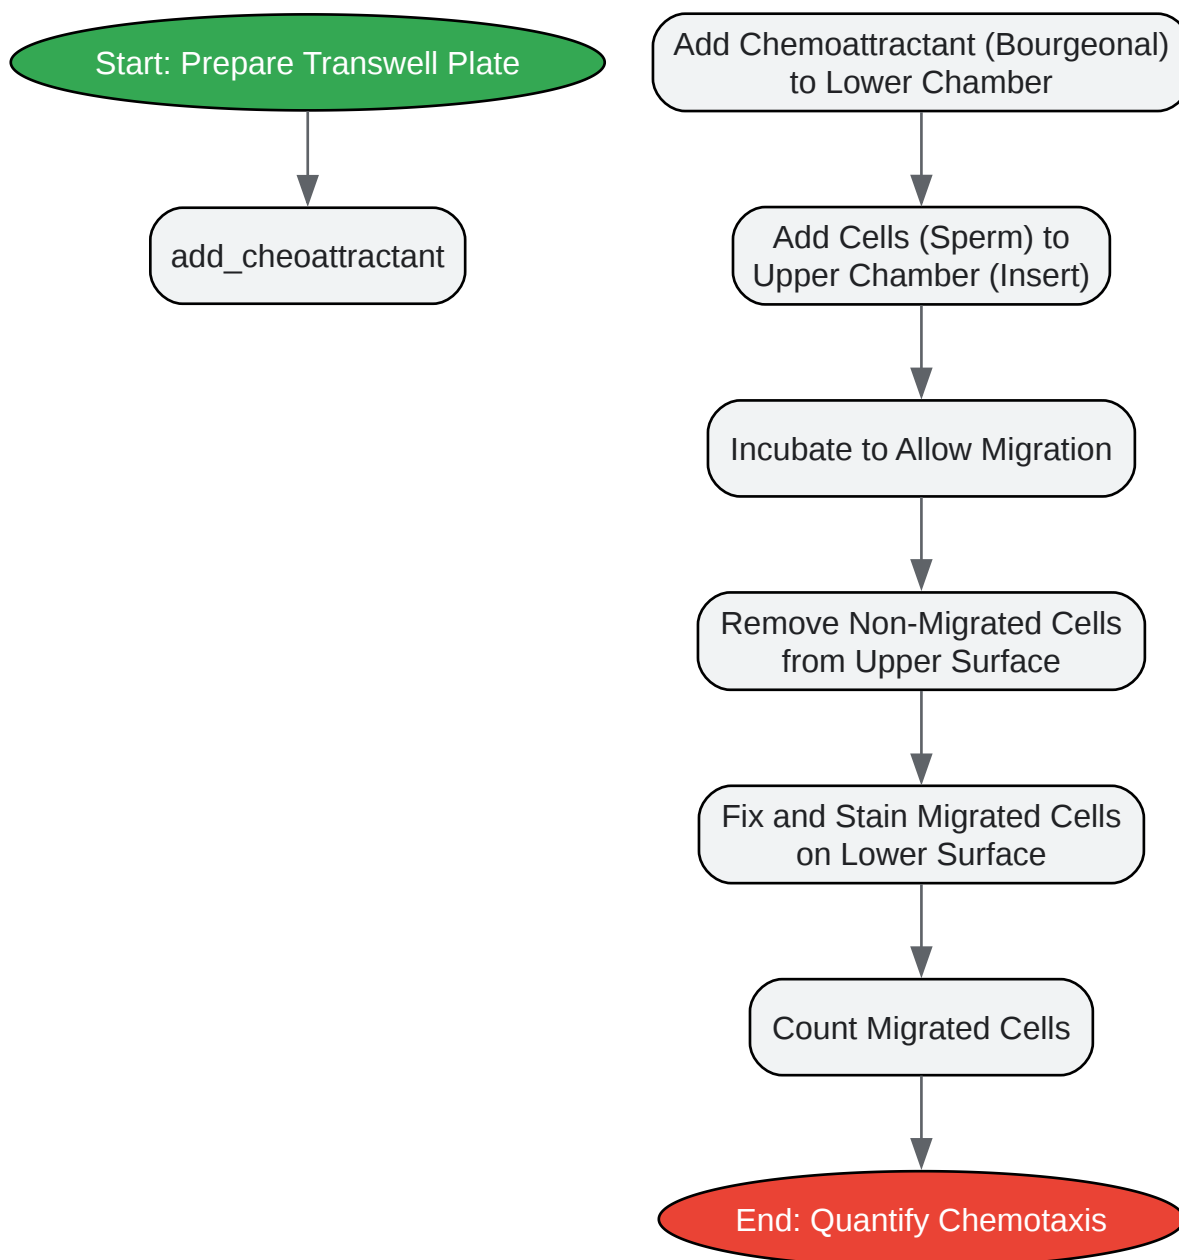 Start: Prepare Transwell Plate
add_cheoattractant
Add Chemoattractant (Bourgeonal)
to Lower Chamber
Add Cells (Sperm) to
Upper Chamber (Insert)
Incubate to Allow Migration
Remove Non-Migrated Cells
from Upper Surface
Fix and Stain Migrated Cells
on Lower Surface
Count Migrated Cells
End: Quantify Chemotaxis